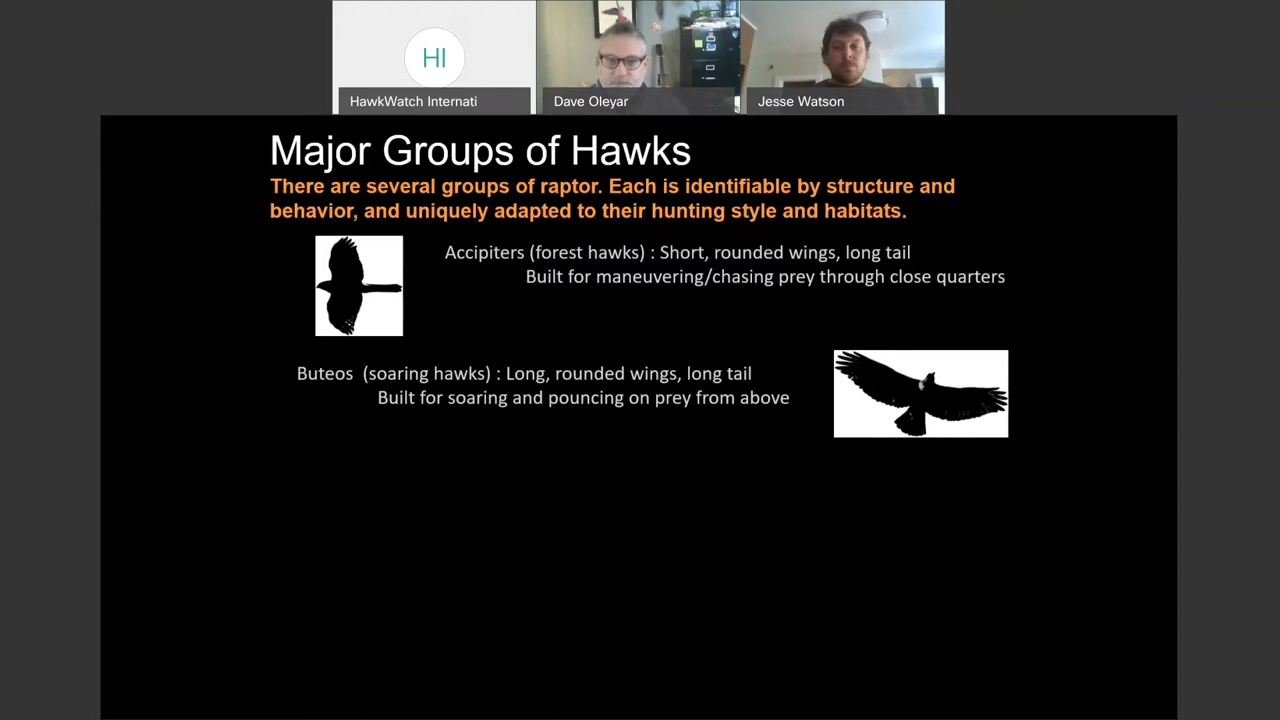 HI
HawkWatch Internati
Dave Oleyar
Jesse Watson
Major Groups of Hawks
There are several groups of raptor. Each is identifiable by structure and
behavior, and uniquely adapted to their hunting style and habitats.
Accipiters (forest hawks) : Short, rounded wings, long tail
Built for maneuvering/chasing prey through close quarters
Buteos (soaring hawks) : Long, rounded wings, long tail
Built for soaring and pouncing on prey from above